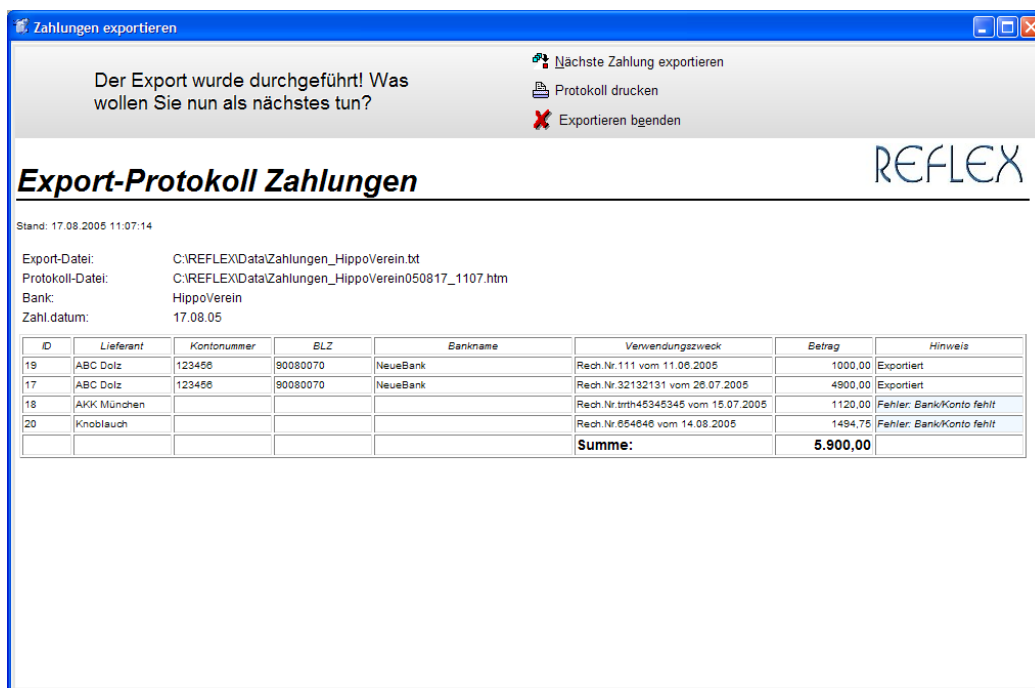 Zahlungen exportieren
Der Export wurde durchgeführt! Was
wollen Sie nun als nächstes tun?
Nächste Zahlung exportieren
Protokoll drucken
Exportieren beenden
REFLEX
Export-Protokoll Zahlungen
Stand: 17.08.2005 11:07:14
Export-Datei: C:\REFLEX\Data\Zahlungen_HippoVerein.txt
Protokoll-Datei: C:\REFLEX\Data\Zahlungen_HippoVerein050817_1107.htm
Bank: HippoVerein
Zahl.datum: 17.08.05
ID Lieferant Kontonummer BLZ Bankname Verwendungszweck Betrag Hinweis
19 ABC Dolz 123456 90080070 NeueBank Rech.Nr.111 vom 11.06.2005 1000,00 Exportiert
17 ABC Dolz 123456 90080070 NeueBank Rech.Nr.32132131 vom 26.07.2005 4900,00 Exportiert
18 AKK München Rech.Nr.trrth45345345 vom 15.07.2005 1120,00 Fehler: Bank/Konto fehlt
20 Knoblauch Rech.Nr.654646 vom 14.08.2005 1494,75 Fehler: Bank/Konto fehlt
Summe: 5.900,00